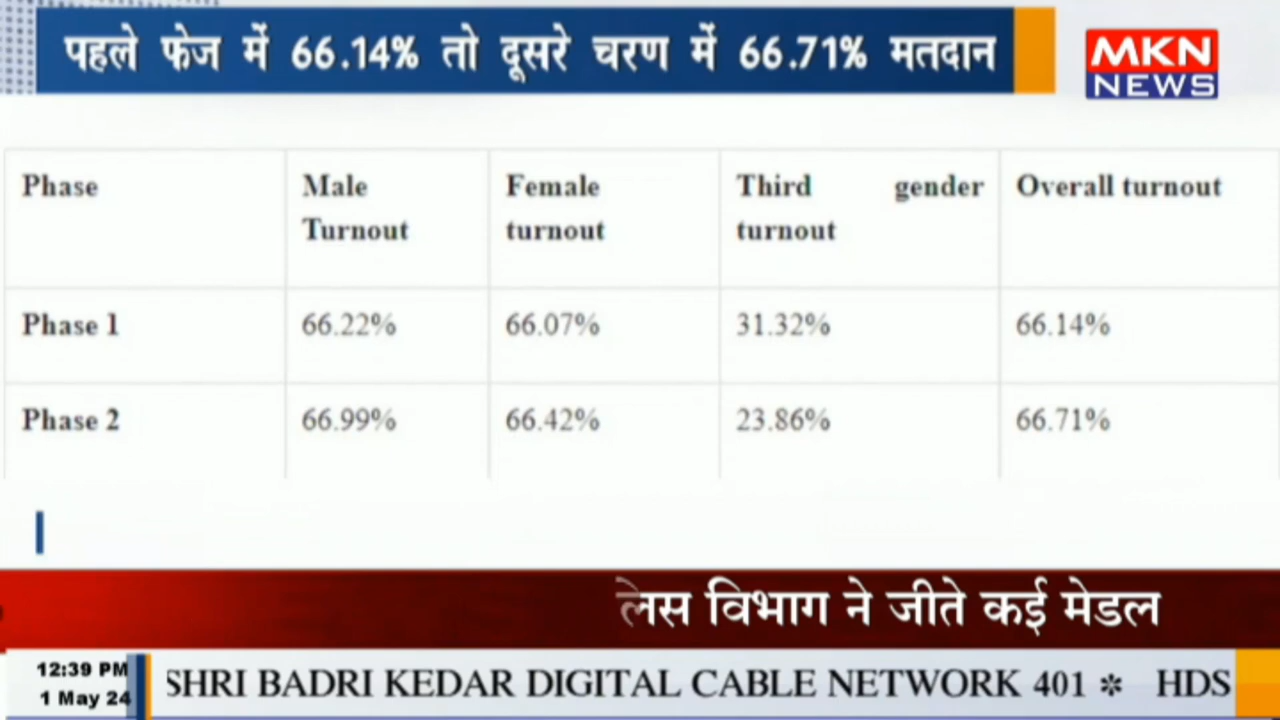 पहले फेज में 66.14% तो दूसरे चरण में 66.71% मतदान
MKN
NEWS
Phase Male Turnout Female turnout Third gender turnout Overall turnout
Phase 1 66.22% 66.07% 31.32% 66.14%
Phase 2 66.99% 66.42% 23.86% 66.71%
विभाग ने जीते कई मेडल
12:39 PM
1 May 24
SHRI BADRI KEDAR DIGITAL CABLE NETWORK 401 ✼ HDS